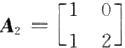 A₂ = [1 0
1 2]